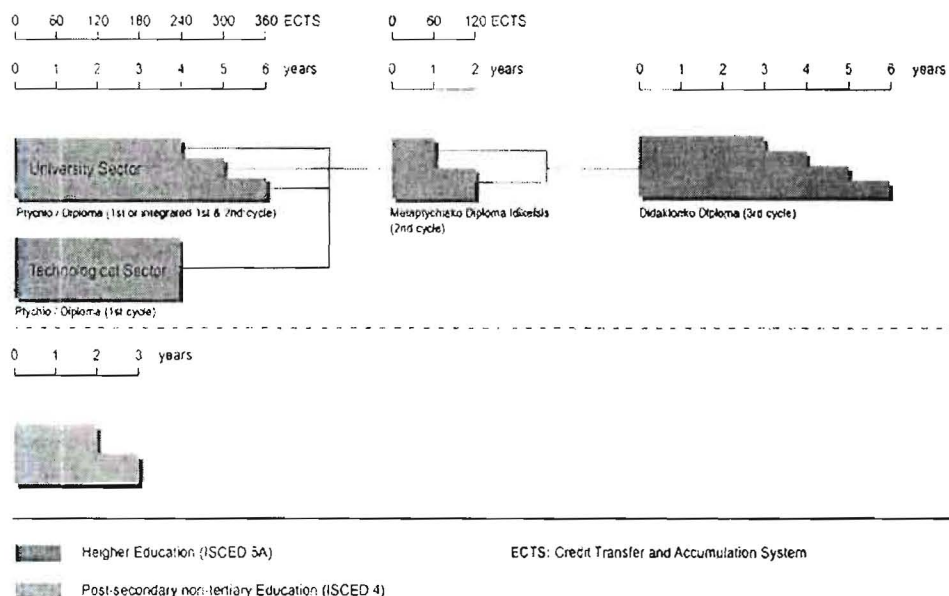 0 60 120 180 240 300 360 ECTS
0 60 120 ECTS
0 1 2 3 4 5 6 years
0 1 2 years
0 1 2 3 4 5 6 years
University Sector
Ptychio / Diploma (1st or integrated 1st & 2nd cycle)
Metaptychiako Diploma Idikefsis
(2nd cycle)
Didaktoriko Diploma (3rd cycle)
Technological Sector
Ptychio / Diploma (1st cycle)
0 1 2 3 years
Heigher Education (ISCED 5A)
ECTS: Credit Transfer and Accumulation System
Post-secondary non-tertiary Education (ISCED 4)